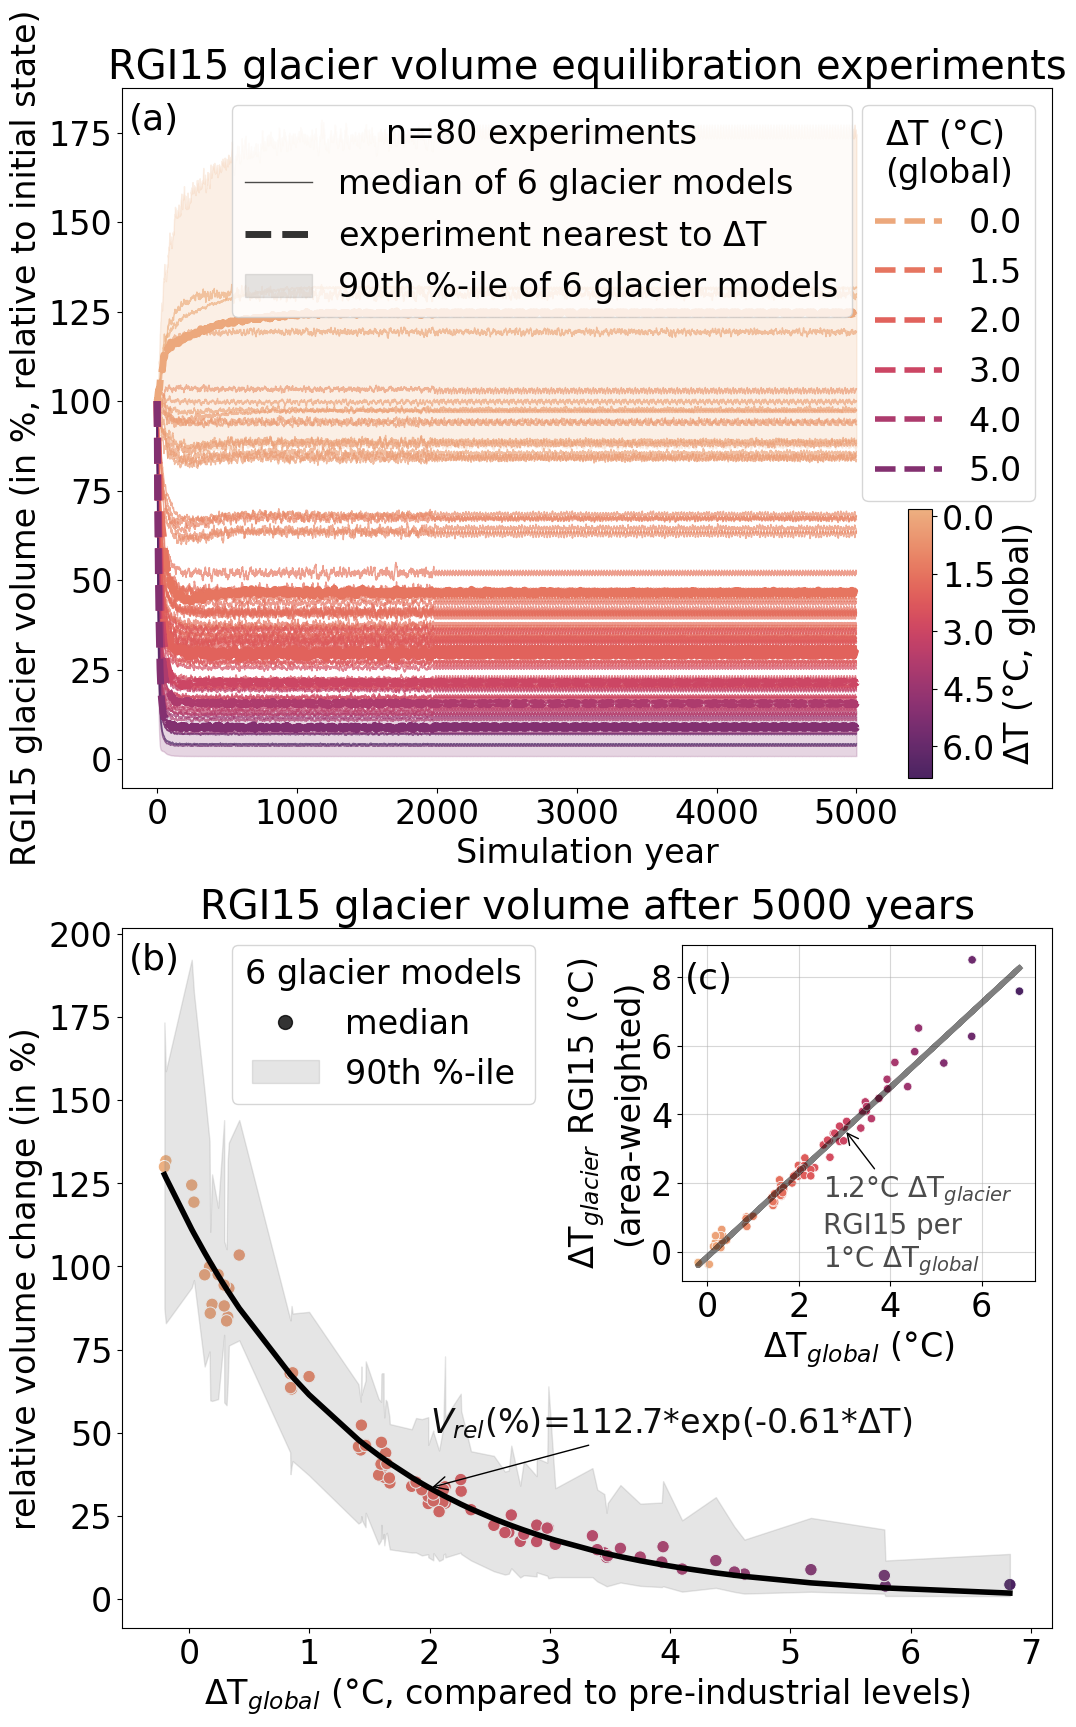 RGI15 glacier volume equilibration experiments
(a)
RGI15 glacier volume (in %, relative to initial state)
175
150
125
100
75
50
25
0
n=80 experiments
median of 6 glacier models
experiment nearest to ΔT
90th %-ile of 6 glacier models
ΔT (°C)
(global)
0.0
1.5
2.0
3.0
4.0
5.0
0.0
1.5
3.0
4.5
6.0
ΔT (°C, global)
0 1000 2000 3000 4000 5000
Simulation year
RGI15 glacier volume after 5000 years
(b)
relative volume change (in %)
200
175
150
125
100
75
50
25
0
6 glacier models
median
90th %-ile
(c)
ΔT_glacier RGI15 (°C)
(area-weighted)
8
6
4
2
0
1.2°C ΔT_glacier
RGI15 per
1°C ΔT_global
0 2 4 6
ΔT_global (°C)
V_rel(%)=112.7*exp(-0.61*ΔT)
0 1 2 3 4 5 6 7
ΔT_global (°C, compared to pre-industrial levels)